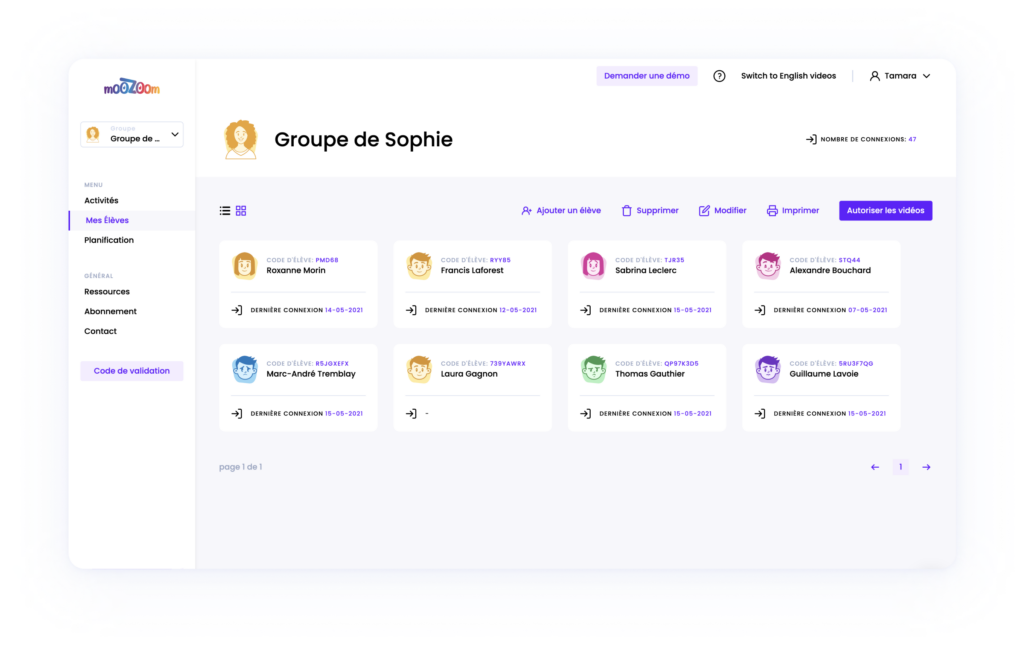 Demander une démo
?
Switch to English videos
Tamara
mooZoom
Groupe
Groupe de ...
Groupe de Sophie
NOMBRE DE CONNEXIONS: 47
MENU
Activités
Mes Élèves
Planification
GÉNÉRAL
Ressources
Abonnement
Contact
Code de validation
Ajouter un élève
Supprimer
Modifier
Imprimer
Autoriser les vidéos
CODE D'ÉLÈVE: PMD68
Roxanne Morin
DERNIÈRE CONNEXION 14-05-2021
CODE D'ÉLÈVE: RYY85
Francis Laforest
DERNIÈRE CONNEXION 12-05-2021
CODE D'ÉLÈVE: TJR35
Sabrina Leclerc
DERNIÈRE CONNEXION 15-05-2021
CODE D'ÉLÈVE: STQ44
Alexandre Bouchard
DERNIÈRE CONNEXION 07-05-2021
CODE D'ÉLÈVE: R5JGXEFX
Marc-André Tremblay
DERNIÈRE CONNEXION 15-05-2021
CODE D'ÉLÈVE: 739YAWRX
Laura Gagnon
-
CODE D'ÉLÈVE: QP97K3D5
Thomas Gauthier
DERNIÈRE CONNEXION 15-05-2021
CODE D'ÉLÈVE: 5RU3F7QG
Guillaume Lavoie
DERNIÈRE CONNEXION 15-05-2021
page 1 de 1
← 1 →